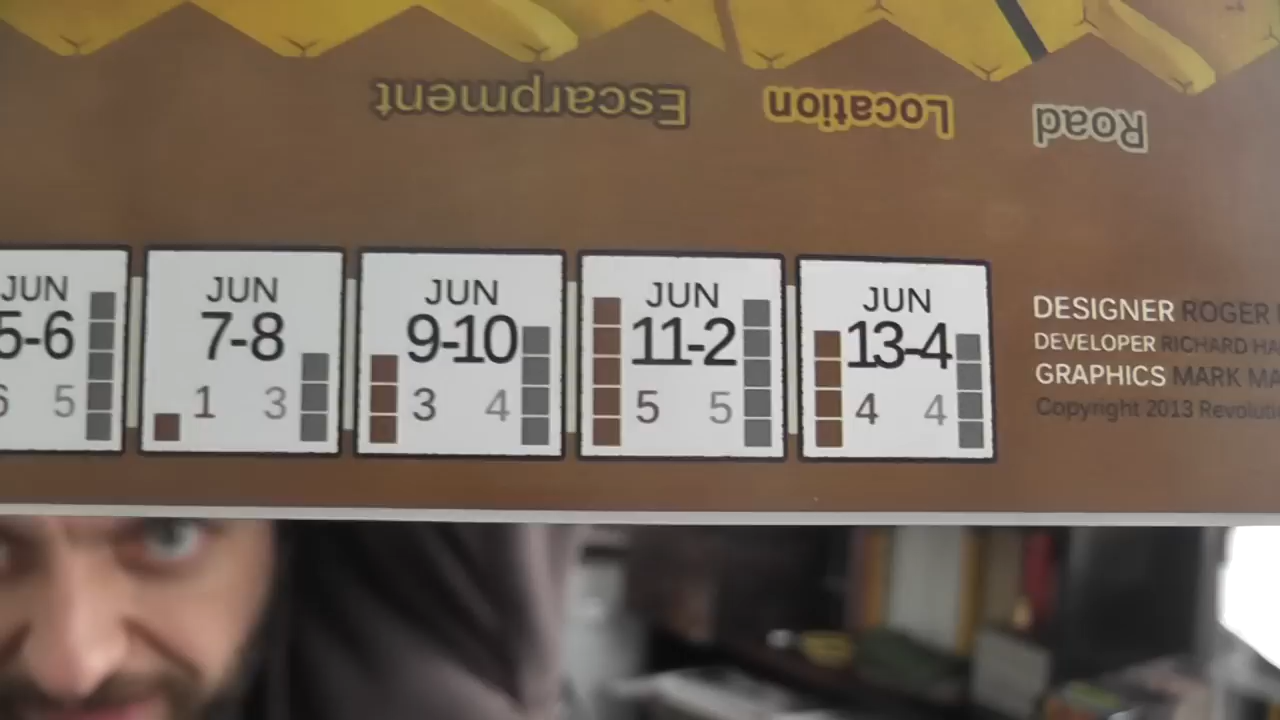 Escarpment
Location
Road
JUN
5-6
6 5
JUN
7-8
1 3
JUN
9-10
3 4
JUN
11-2
5 5
JUN
13-4
4 4
DESIGNER ROGER
DEVELOPER RICHARD
GRAPHICS MARK
Copyright 2013